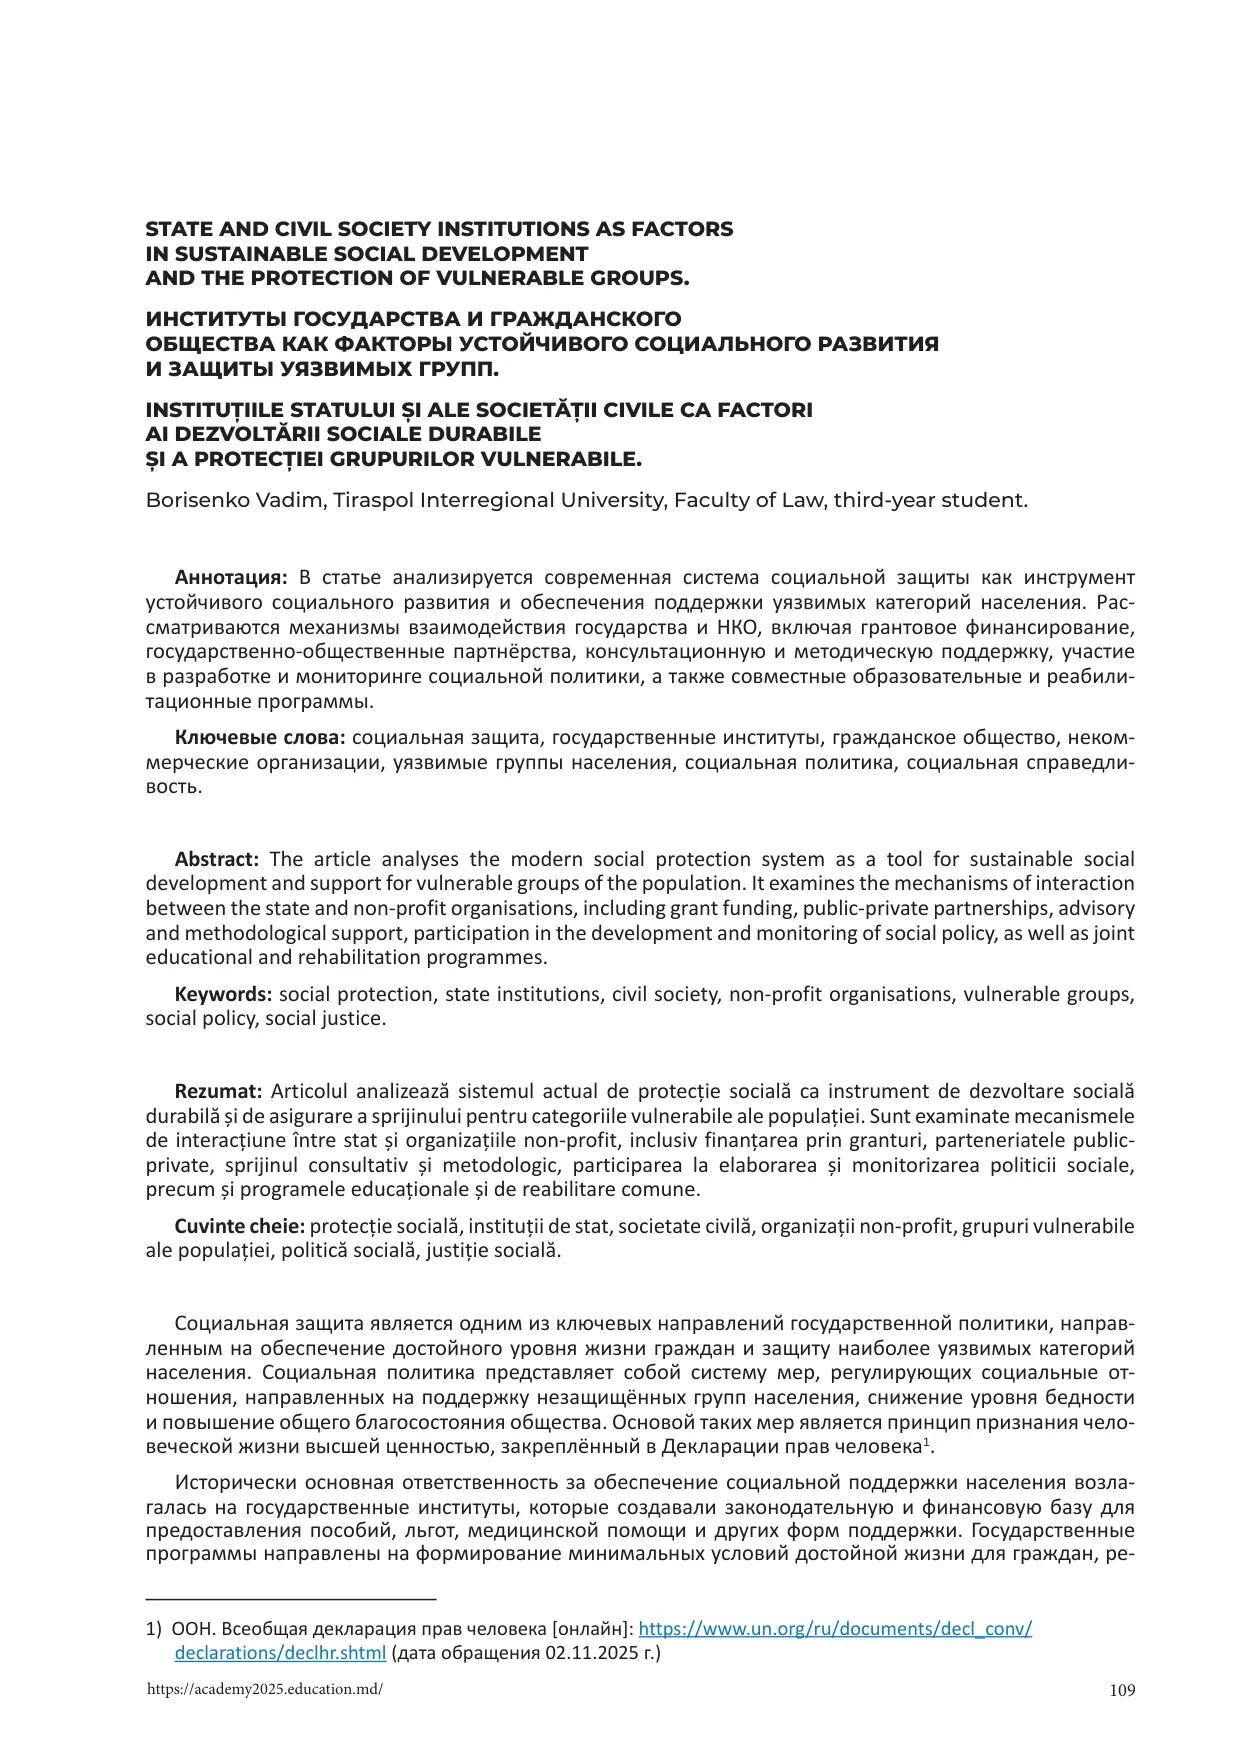 STATE AND CIVIL SOCIETY INSTITUTIONS AS FACTORS
IN SUSTAINABLE SOCIAL DEVELOPMENT
AND THE PROTECTION OF VULNERABLE GROUPS.
ИНСТИТУТЫ ГОСУДАРСТВА И ГРАЖДАНСКОГО
ОБЩЕСТВА КАК ФАКТОРЫ УСТОЙЧИВОГО СОЦИАЛЬНОГО РАЗВИТИЯ
И ЗАЩИТЫ УЯЗВИМЫХ ГРУПП.
INSTITUȚIILE STATULUI ȘI ALE SOCIETĂȚII CIVILE CA FACTORI
AI DEZVOLTĂRII SOCIALE DURABILE
ȘI A PROTECȚIEI GRUPURILOR VULNERABILE.
Borisenko Vadim, Tiraspol Interregional University, Faculty of Law, third-year student.
Аннотация: В статье анализируется современная система социальной защиты как инструмент
устойчивого социального развития и обеспечения поддержки уязвимых категорий населения. Рас-
сматриваются механизмы взаимодействия государства и НКО, включая грантовое финансирование,
государственно-общественные партнёрства, консультационную и методическую поддержку, участие
в разработке и мониторинге социальной политики, а также совместные образовательные и реабили-
тационные программы.
Ключевые слова: социальная защита, государственные институты, гражданское общество, неком-
мерческие организации, уязвимые группы населения, социальная политика, социальная справедли-
вость.
Abstract: The article analyses the modern social protection system as a tool for sustainable social
development and support for vulnerable groups of the population. It examines the mechanisms of interaction
between the state and non-profit organisations, including grant funding, public-private partnerships, advisory
and methodological support, participation in the development and monitoring of social policy, as well as joint
educational and rehabilitation programmes.
Keywords: social protection, state institutions, civil society, non-profit organisations, vulnerable groups,
social policy, social justice.
Rezumat: Articolul analizează sistemul actual de protecție socială ca instrument de dezvoltare socială
durabilă și de asigurare a sprijinului pentru categoriile vulnerabile ale populației. Sunt examinate mecanismele
de interacțiune între stat și organizațiile non-profit, inclusiv finanțarea prin granturi, parteneriatele public-
private, sprijinul consultativ și metodologic, participarea la elaborarea și monitorizarea politicii sociale,
precum și programele educaționale și de reabilitare comune.
Cuvinte cheie: protecție socială, instituții de stat, societate civilă, organizații non-profit, grupuri vulnerabile
ale populației, politică socială, justiție socială.
Социальная защита является одним из ключевых направлений государственной политики, направ-
ленным на обеспечение достойного уровня жизни граждан и защиту наиболее уязвимых категорий
населения. Социальная политика представляет собой систему мер, регулирующих социальные от-
ношения, направленных на поддержку незащищённых групп населения, снижение уровня бедности
и повышение общего благосостояния общества. Основой таких мер является принцип признания чело-
веческой жизни высшей ценностью, закреплённый в Декларации прав человека¹.
Исторически основная ответственность за обеспечение социальной поддержки населения возла-
галась на государственные институты, которые создавали законодательную и финансовую базу для
предоставления пособий, льгот, медицинской помощи и других форм поддержки. Государственные
программы направлены на формирование минимальных условий достойной жизни для граждан, ре-
1) ООН. Всеобщая декларация прав человека [онлайн]: https://www.un.org/ru/documents/decl_conv/
declarations/declhr.shtml (дата обращения 02.11.2025 г.)
https://academy2025.education.md/
109